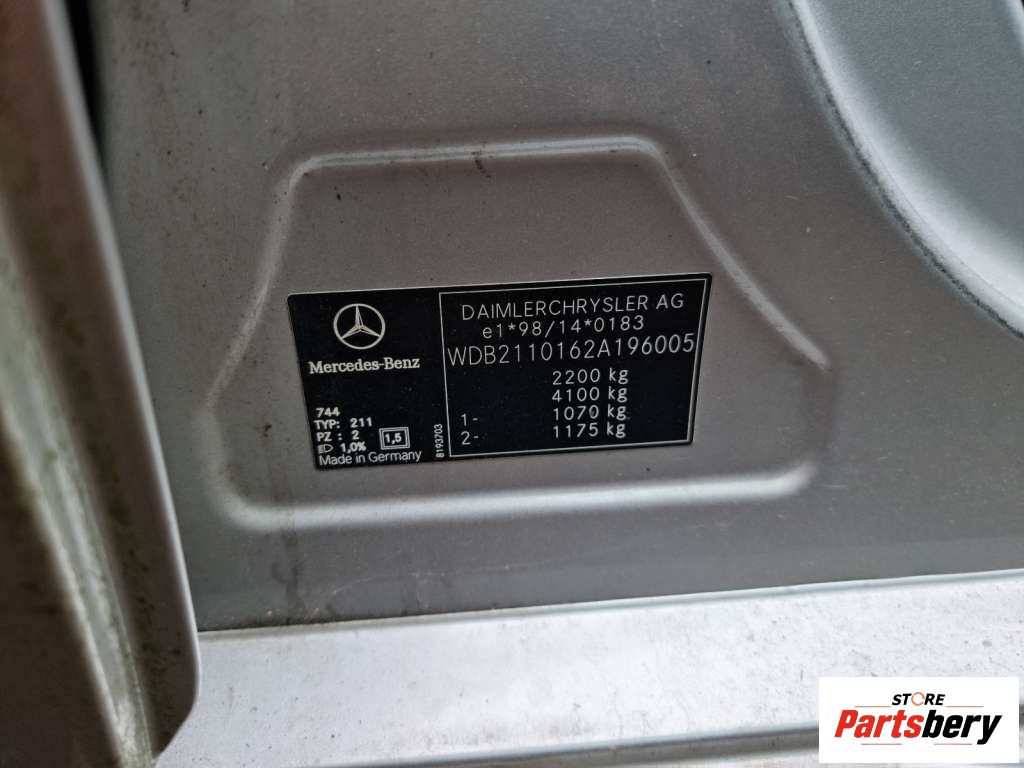 Mercedes-Benz
744
TYP: 211
PZ : 2
1,0%
1,5
Made in Germany
8193703
DAIMLERCHRYSLER AG
e1*98/14*0183
WDB2110162A196005
2200 kg
4100 kg
1- 1070 kg
2- 1175 kg
STORE
Partsbery